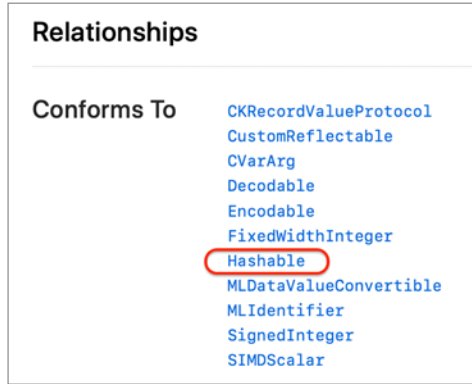 Relationships
Conforms To
CKRecordValueProtocol
CustomReflectable
CVarArg
Decodable
Encodable
FixedWidthInteger
Hashable
MLDataValueConvertible
MLIdentifier
SignedInteger
SIMDScalar